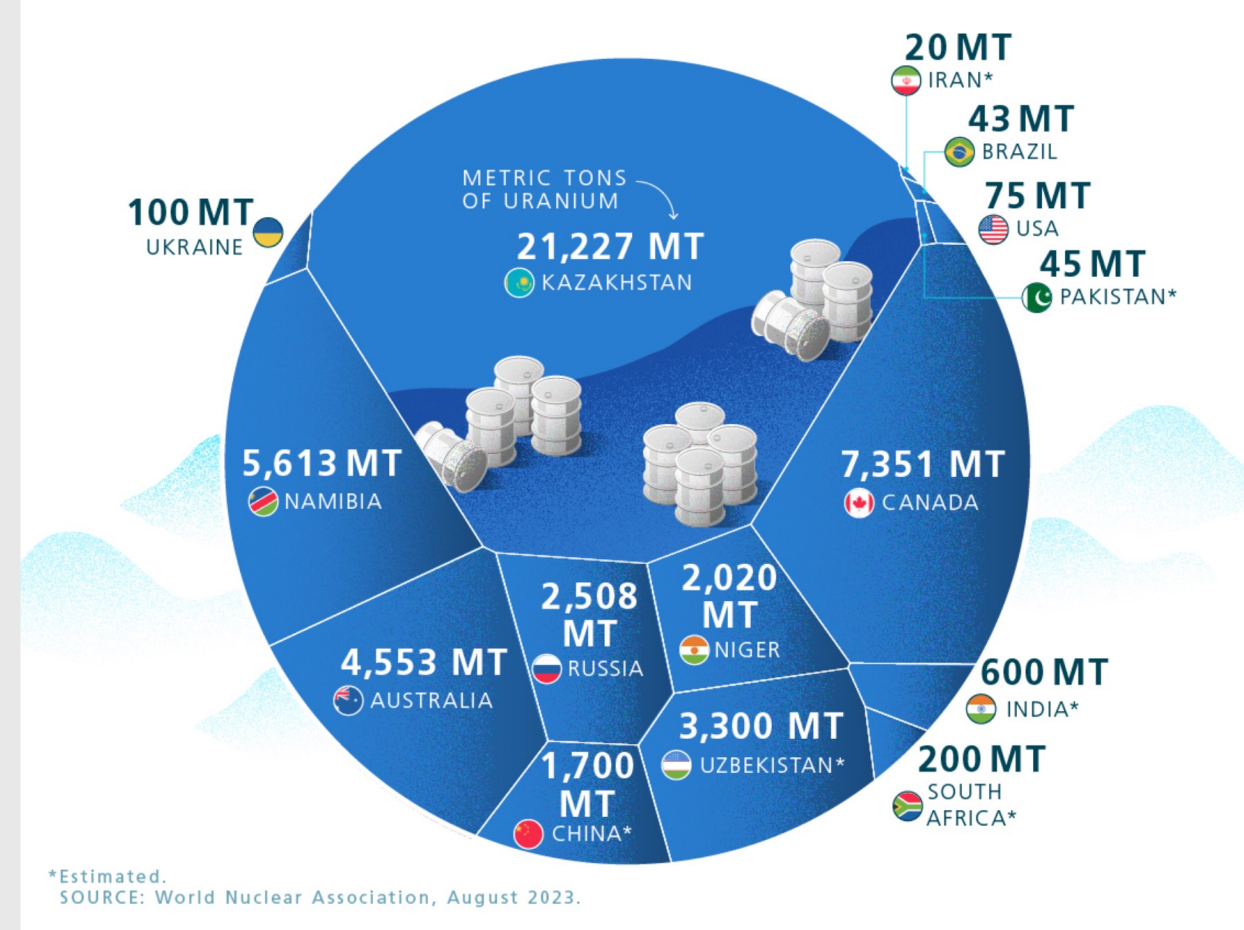 20 MT
IRAN*
43 MT
BRAZIL
75 MT
USA
45 MT
PAKISTAN*
100 MT
UKRAINE
METRIC TONS
OF URANIUM
21,227 MT
KAZAKHSTAN
5,613 MT
NAMIBIA
7,351 MT
CANADA
4,553 MT
AUSTRALIA
2,508
MT
RUSSIA
2,020
MT
NIGER
600 MT
INDIA*
3,300 MT
UZBEKISTAN*
200 MT
SOUTH
AFRICA*
1,700
MT
CHINA*
*Estimated.
SOURCE: World Nuclear Association, August 2023.